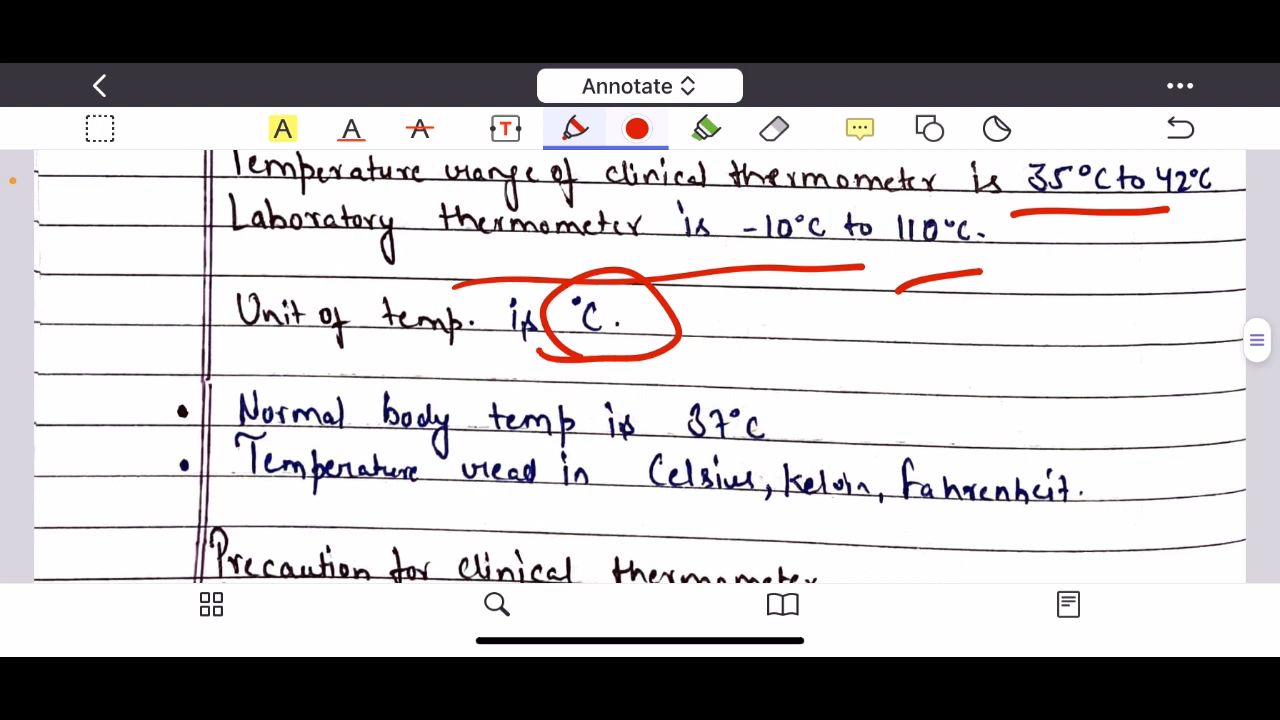 Annotate
A A A T
Temperature range of clinical thermometer is 35°C to 42°C
Laboratory thermometer is -10°C to 110°C.
Unit of temp. is °C.
• Normal body temp is 37°C
• Temperature read in Celsius, Kelvin, Fahrenheit.
Precaution for clinical thermometer